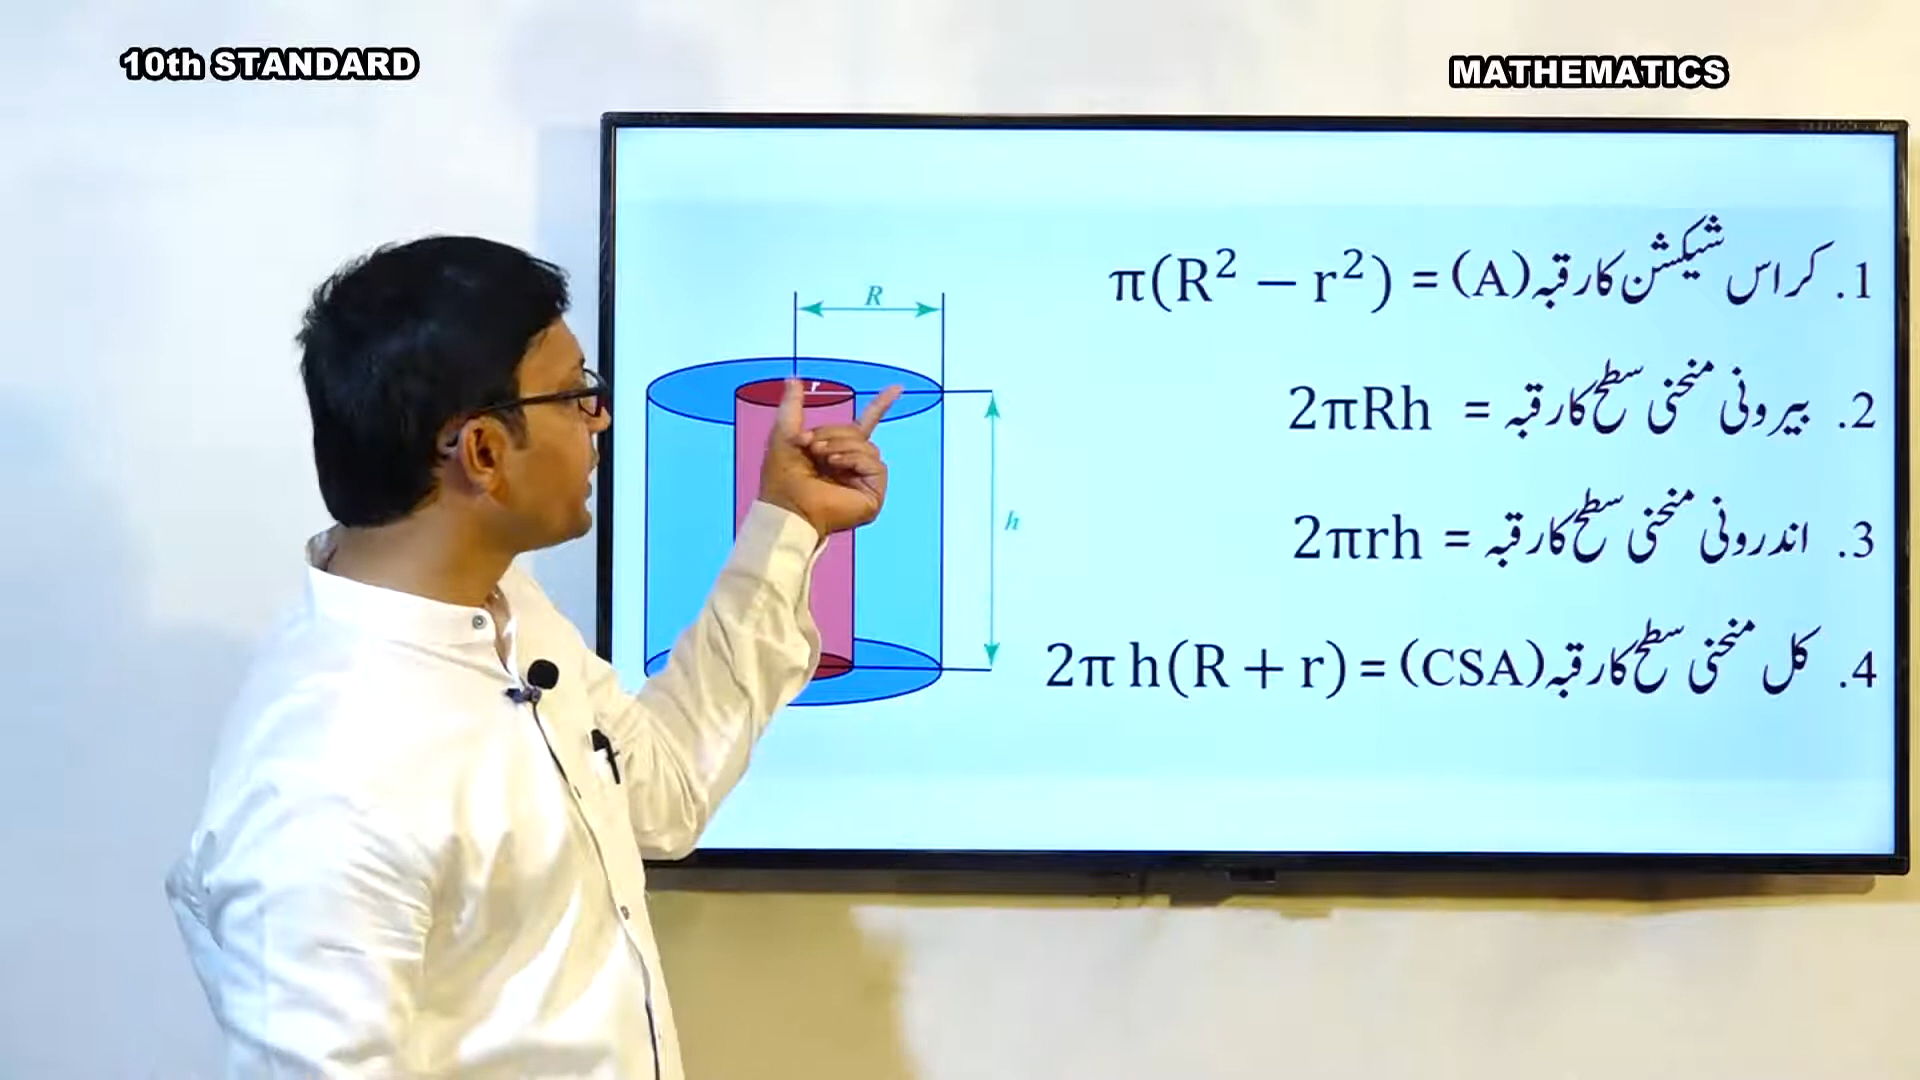 10th STANDARD
MATHEMATICS
1. کراس شیکشن کا رقبہ (A) = π(R² − r²)
2. بیرونی منحنی سطح کا رقبہ = 2πRh
3. اندرونی منحنی سطح کا رقبہ = 2πrh
4. کل منحنی سطح کا رقبہ (CSA) = 2π h(R + r)
R
r
h